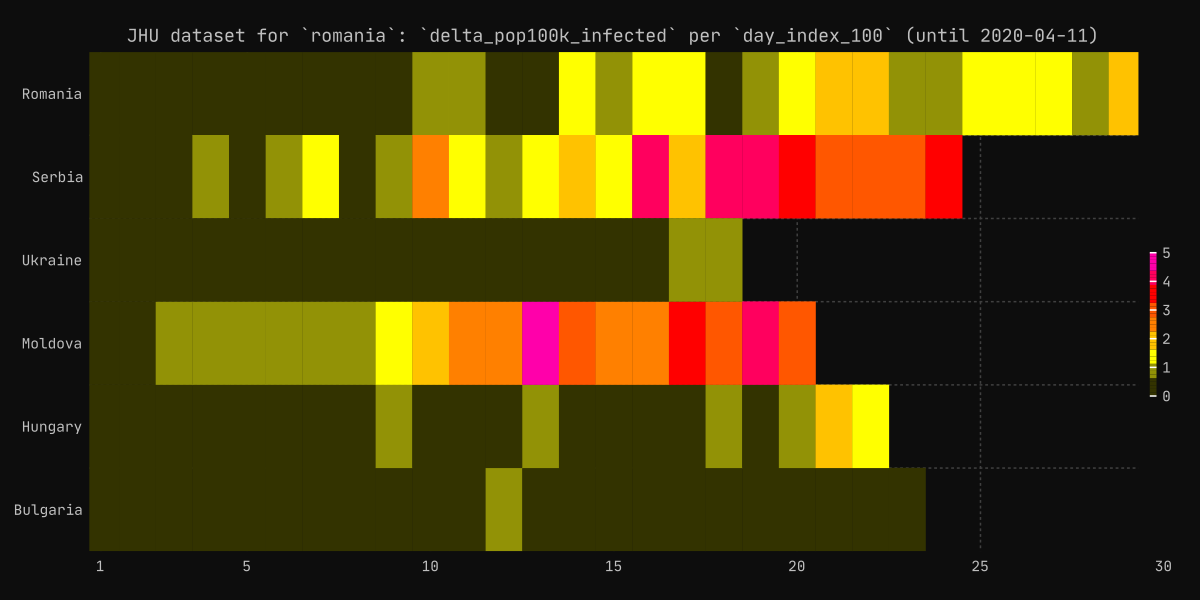 JHU dataset for `romania`: `delta_pop100k_infected` per `day_index_100` (until 2020-04-11)
Romania
Serbia
Ukraine
Moldova
Hungary
Bulgaria
5
4
3
2
1
0
1 5 10 15 20 25 30